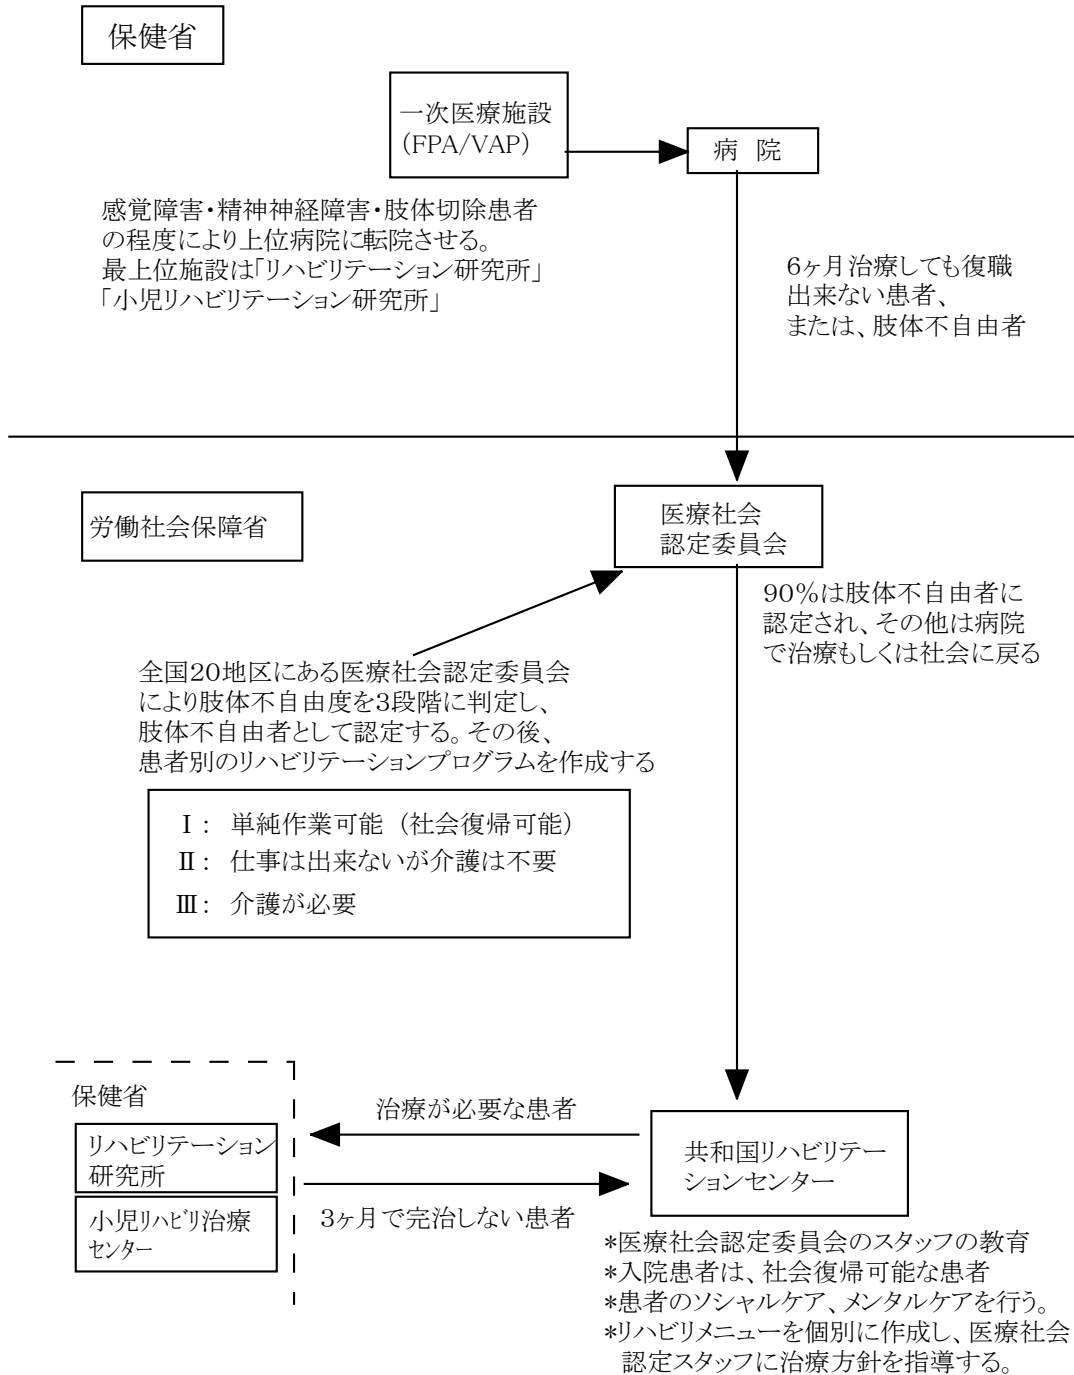 保健省
一次医療施設
(FPA/VAP)
病 院
感覚障害・精神神経障害・肢体切除患者
の程度により上位病院に転院させる。
最上位施設は「リハビリテーション研究所」
「小児リハビリテーション研究所」
6ヶ月治療しても復職
出来ない患者、
または、肢体不自由者
労働社会保障省
医療社会
認定委員会
90%は肢体不自由者に
認定され、その他は病院
で治療もしくは社会に戻る
全国20地区にある医療社会認定委員会
により肢体不自由度を3段階に判定し、
肢体不自由者として認定する。その後、
患者別のリハビリテーションプログラムを作成する
Ⅰ: 単純作業可能（社会復帰可能）
Ⅱ: 仕事は出来ないが介護は不要
Ⅲ: 介護が必要
保健省
リハビリテーション
研究所
小児リハビリ治療
センター
治療が必要な患者
3ヶ月で完治しない患者
共和国リハビリテー
ションセンター
*医療社会認定委員会のスタッフの教育
*入院患者は、社会復帰可能な患者
*患者のソシャルケア、メンタルケアを行う。
*リハビリメニューを個別に作成し、医療社会
認定スタッフに治療方針を指導する。